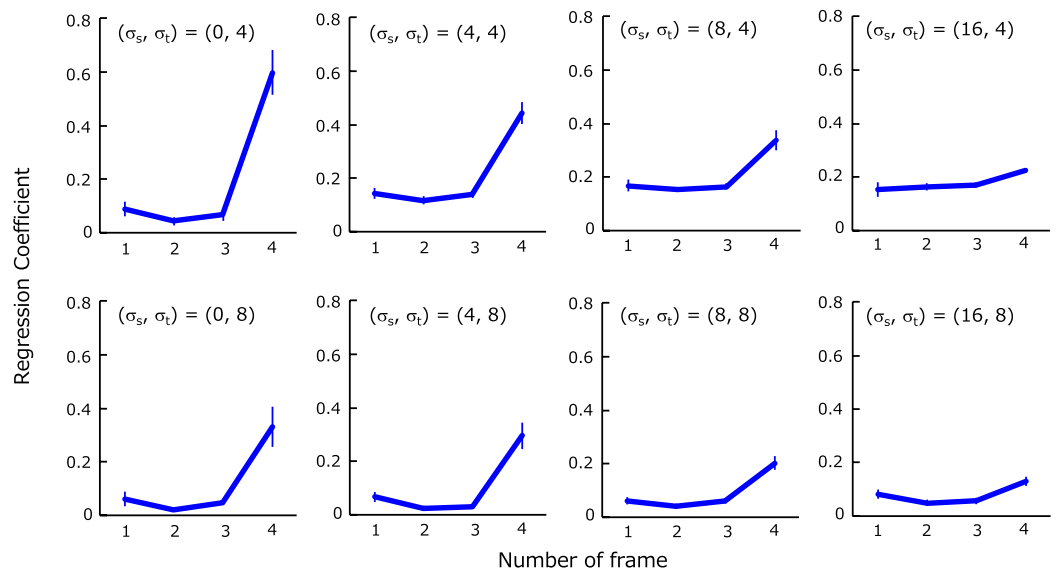 Regression Coefficient
(σs, σt) = (0, 4)
0.8
0.6
0.4
0.2
0
1 2 3 4
(σs, σt) = (4, 4)
0.8
0.6
0.4
0.2
0
1 2 3 4
(σs, σt) = (8, 4)
0.8
0.6
0.4
0.2
0
1 2 3 4
(σs, σt) = (16, 4)
0.8
0.6
0.4
0.2
0
1 2 3 4
(σs, σt) = (0, 8)
0.8
0.6
0.4
0.2
0
1 2 3 4
(σs, σt) = (4, 8)
0.8
0.6
0.4
0.2
0
1 2 3 4
(σs, σt) = (8, 8)
0.8
0.6
0.4
0.2
0
1 2 3 4
(σs, σt) = (16, 8)
0.8
0.6
0.4
0.2
0
1 2 3 4
Number of frame